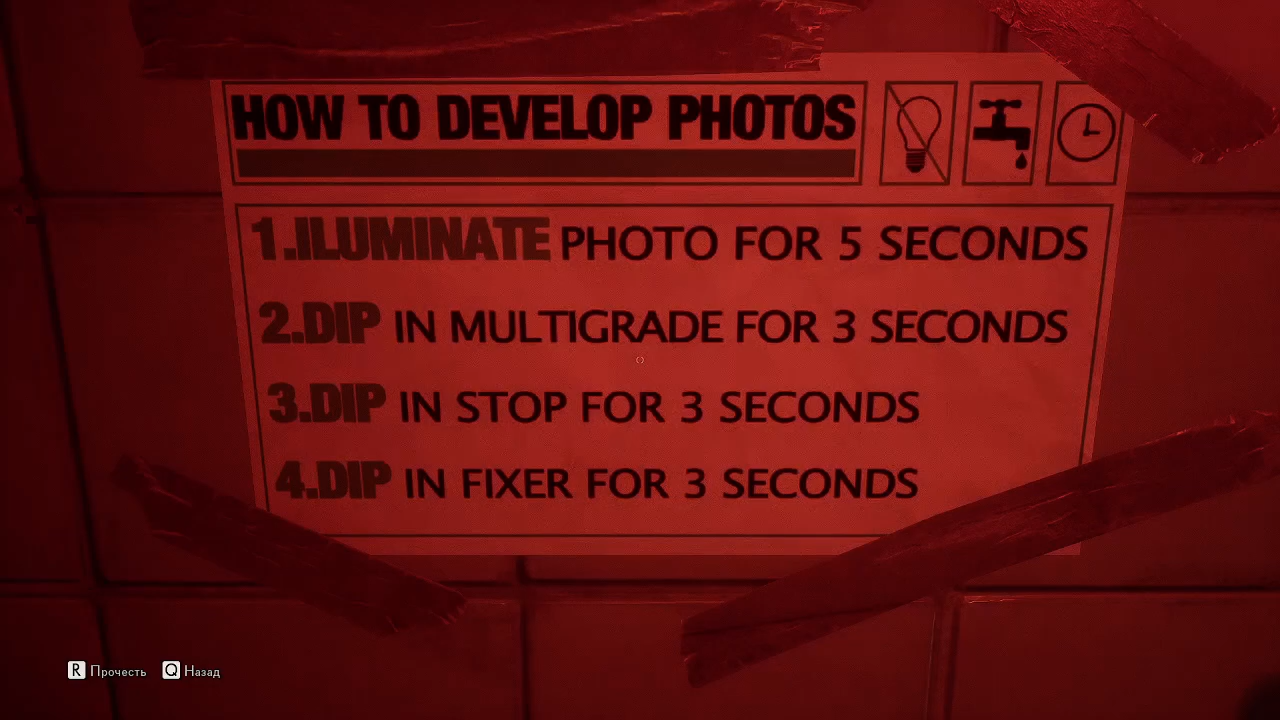 HOW TO DEVELOP PHOTOS
1.ILUMINATE PHOTO FOR 5 SECONDS
2.DIP IN MULTIGRADE FOR 3 SECONDS
3.DIP IN STOP FOR 3 SECONDS
4.DIP IN FIXER FOR 3 SECONDS
R Прочесть Q Назад